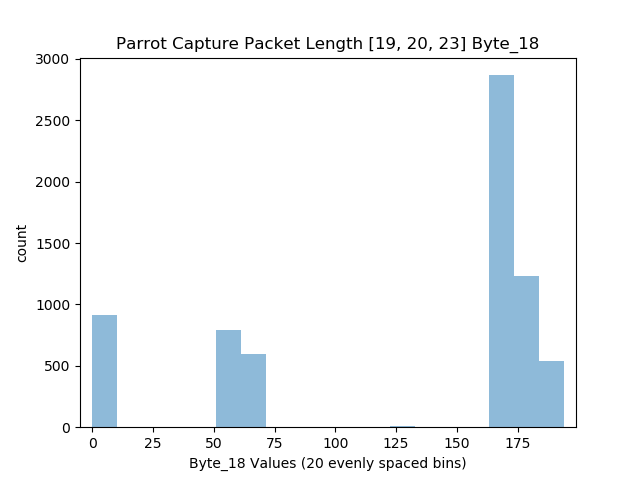 Parrot Capture Packet Length [19, 20, 23] Byte_18
3000
2500
2000
1500
1000
500
0
count
0 25 50 75 100 125 150 175
Byte_18 Values (20 evenly spaced bins)